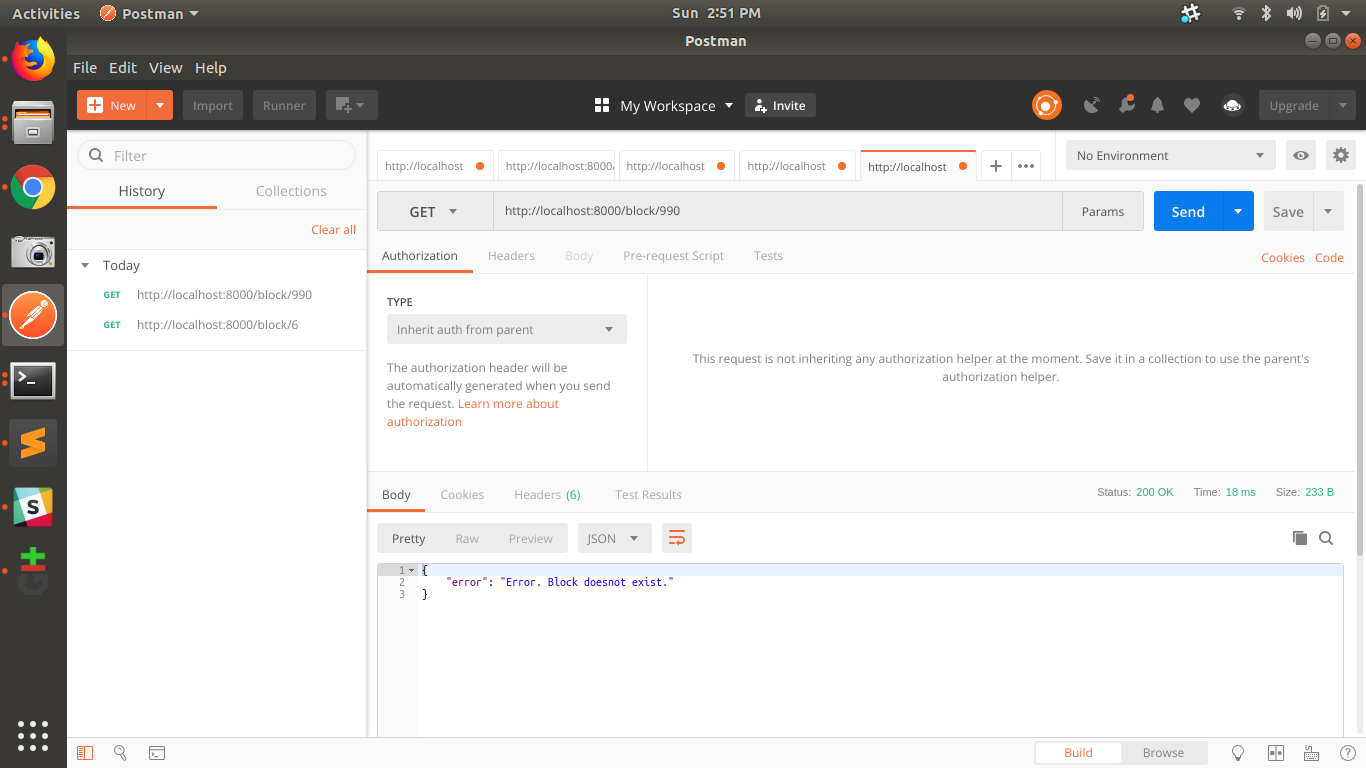 Activities Postman Sun 2:51 PM
Postman
File Edit View Help
New Import Runner My Workspace Invite Upgrade
Filter
History Collections
Clear all
Today
GET http://localhost:8000/block/990
GET http://localhost:8000/block/6
http://localhost http://localhost:8000/ http://localhost http://localhost http://localhost + ••• No Environment
GET http://localhost:8000/block/990 Params Send Save
Authorization Headers Body Pre-request Script Tests Cookies Code
TYPE
Inherit auth from parent
The authorization header will be
automatically generated when you send
the request. Learn more about
authorization
This request is not inheriting any authorization helper at the moment. Save it in a collection to use the parent's
authorization helper.
Body Cookies Headers (6) Test Results Status: 200 OK Time: 18 ms Size: 233 B
Pretty Raw Preview JSON
1 {
2 "error": "Error. Block doesnot exist."
3 }
Build Browse